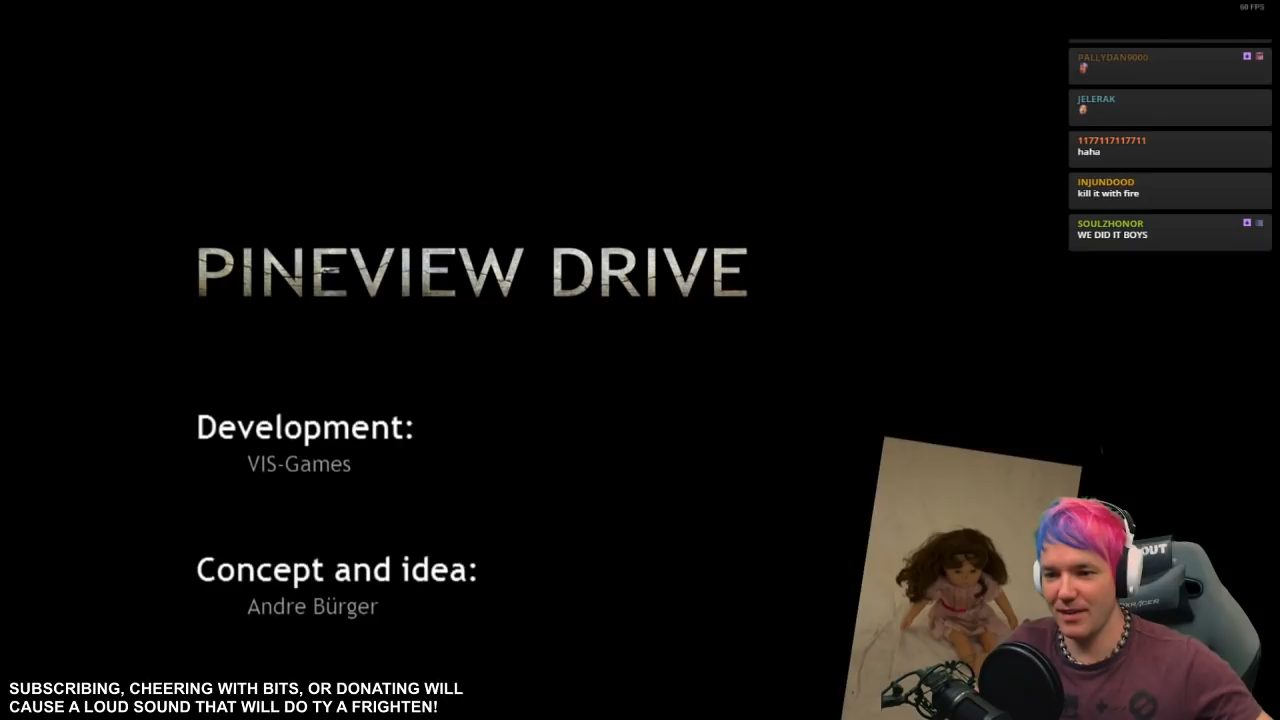 60 FPS
PALLYDAN9000
JELERAK
1177117117711
haha
INJUNDOOD
kill it with fire
SOULZHONOR
WE DID IT BOYS
PINEVIEW DRIVE
Development:
VIS-Games
Concept and idea:
Andre Bürger
OUT
SUBSCRIBING, CHEERING WITH BITS, OR DONATING WILL
CAUSE A LOUD SOUND THAT WILL DO TY A FRIGHTEN!